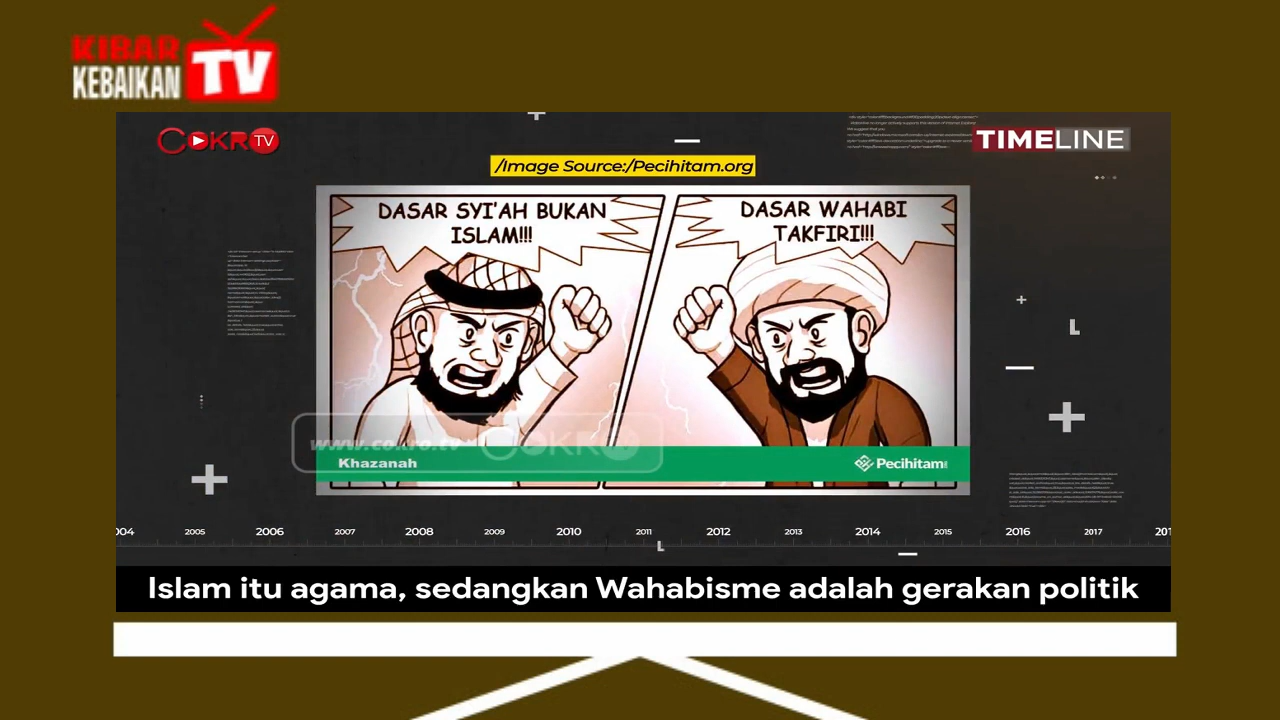 KIBAR
KEBAIKAN
TV
COKRO TV
TIMELINE
/Image Source:/Pecihitam.org
DASAR SYI'AH BUKAN
ISLAM!!!
DASAR WAHABI
TAKFIRI!!!
www.cokro.tv COKRO
Khazanah
Pecihitam
2005 2006 2007 2008 2009 2010 2011 2012 2013 2014 2015 2016 2017
Islam itu agama, sedangkan Wahabisme adalah gerakan politik